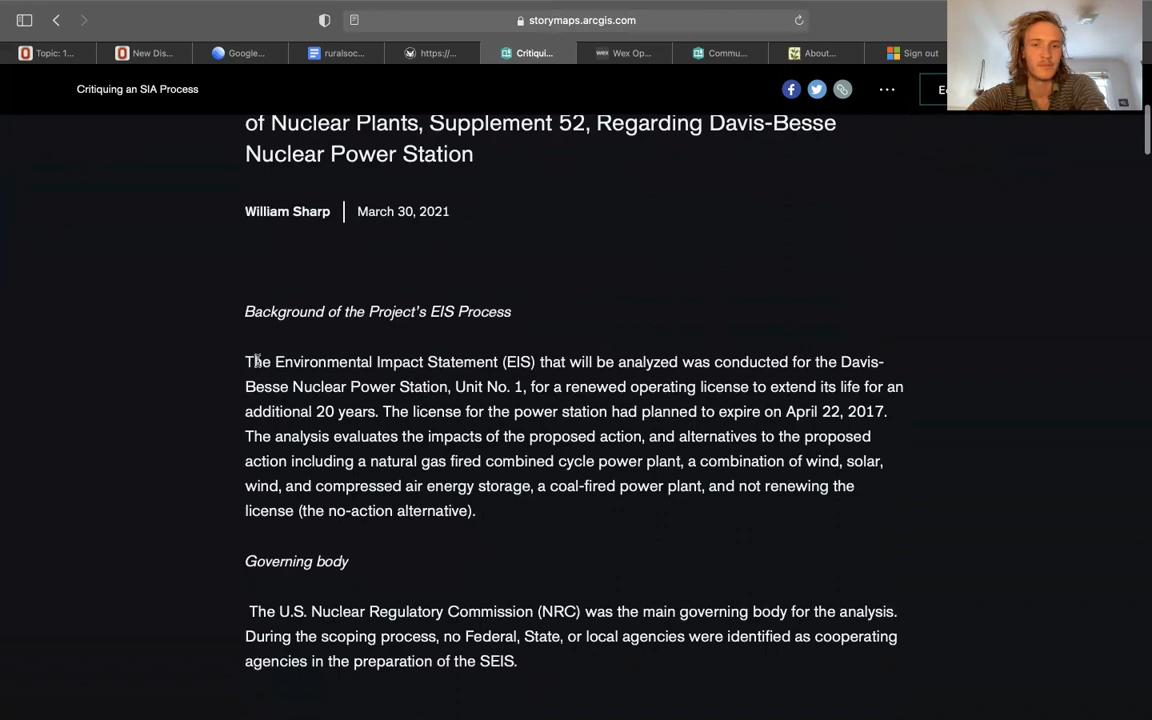 storymaps.arcgis.com
Topic: 1...
New Dis...
Google...
ruralsoc...
https://...
Critiqui...
Wex Op...
Commu...
About...
Sign out
Critiquing an SIA Process
of Nuclear Plants, Supplement 52, Regarding Davis-Besse
Nuclear Power Station
William Sharp
March 30, 2021
Background of the Project's EIS Process
The Environmental Impact Statement (EIS) that will be analyzed was conducted for the Davis-
Besse Nuclear Power Station, Unit No. 1, for a renewed operating license to extend its life for an
additional 20 years. The license for the power station had planned to expire on April 22, 2017.
The analysis evaluates the impacts of the proposed action, and alternatives to the proposed
action including a natural gas fired combined cycle power plant, a combination of wind, solar,
wind, and compressed air energy storage, a coal-fired power plant, and not renewing the
license (the no-action alternative).
Governing body
The U.S. Nuclear Regulatory Commission (NRC) was the main governing body for the analysis.
During the scoping process, no Federal, State, or local agencies were identified as cooperating
agencies in the preparation of the SEIS.